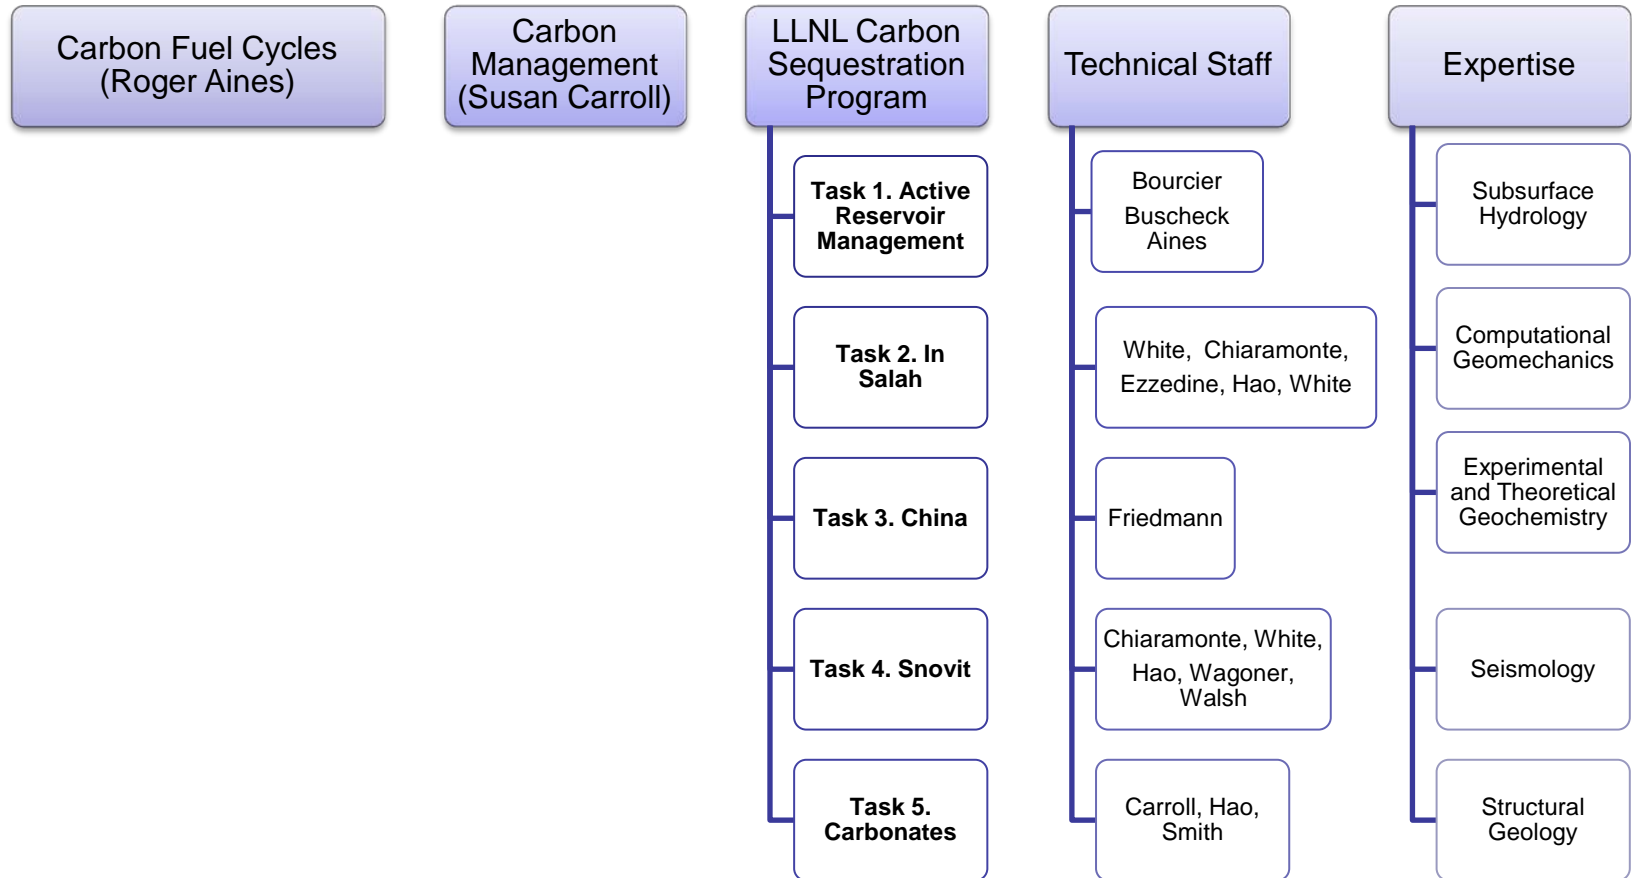 Carbon Fuel Cycles
(Roger Aines)
Carbon
Management
(Susan Carroll)
LLNL Carbon
Sequestration
Program
Task 1. Active
Reservoir
Management
Task 2. In
Salah
Task 3. China
Task 4. Snovit
Task 5.
Carbonates
Technical Staff
Bourcier
Buscheck
Aines
White, Chiaramonte,
Ezzedine, Hao, White
Friedmann
Chiaramonte, White,
Hao, Wagoner,
Walsh
Carroll, Hao,
Smith
Expertise
Subsurface
Hydrology
Computational
Geomechanics
Experimental
and Theoretical
Geochemistry
Seismology
Structural
Geology